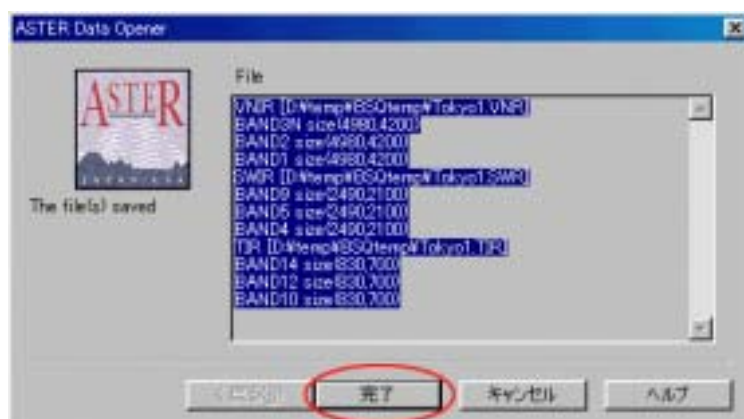 ASTER Data Opener
ASTER
The file(s) saved
File
VNIR [D:¥temp¥BSQtemp¥Tokyo1.VNR]
BAND3N size(4980,4200)
BAND2 size(4980,4200)
BAND1 size(4980,4200)
SWIR [D:¥temp¥BSQtemp¥Tokyo1.SWR]
BAND9 size(2490,2100)
BAND5 size(2490,2100)
BAND4 size(2490,2100)
TIR [D:¥temp¥BSQtemp¥Tokyo1.TIR]
BAND14 size(830,700)
BAND12 size(830,700)
BAND10 size(830,700)
完了 キャンセル ヘルプ